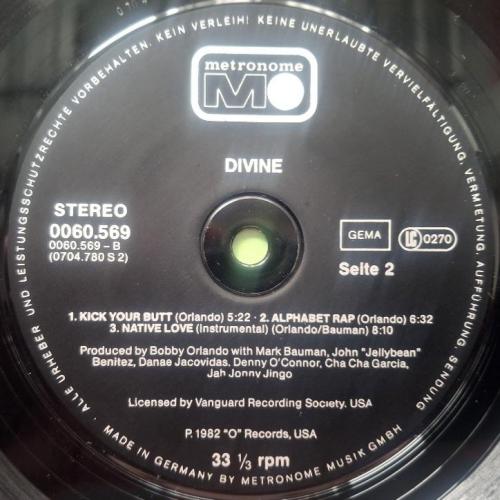 metronome
M
DIVINE
STEREO
0060.569
0060.569 - B
(0704.780 S 2)
GEMA
LC 0270
Seite 2
1. KICK YOUR BUTT (Orlando) 5:22 · 2. ALPHABET RAP (Orlando) 6:32
3. NATIVE LOVE (Instrumental) (Orlando/Bauman) 8:10
Produced by Bobby Orlando with Mark Bauman, John "Jellybean"
Benitez, Danae Jacovidas. Denny O'Connor, Cha Cha Garcia,
Jah Jonny Jingo
Licensed by Vanguard Recording Society. USA
P. 1982 "O" Records, USA
33 1/3 rpm
ALLE URHEBER UND LEISTUNGSSCHUTZRECHTE VORBEHALTEN. KEIN VERLEIH! KEINE UNERLAUBTE VERVIELFÄLTIGUNG, VERMIETUNG, AUFFÜHRUNG, SENDUNG.
MADE IN GERMANY BY METRONOME MUSIK GMBH